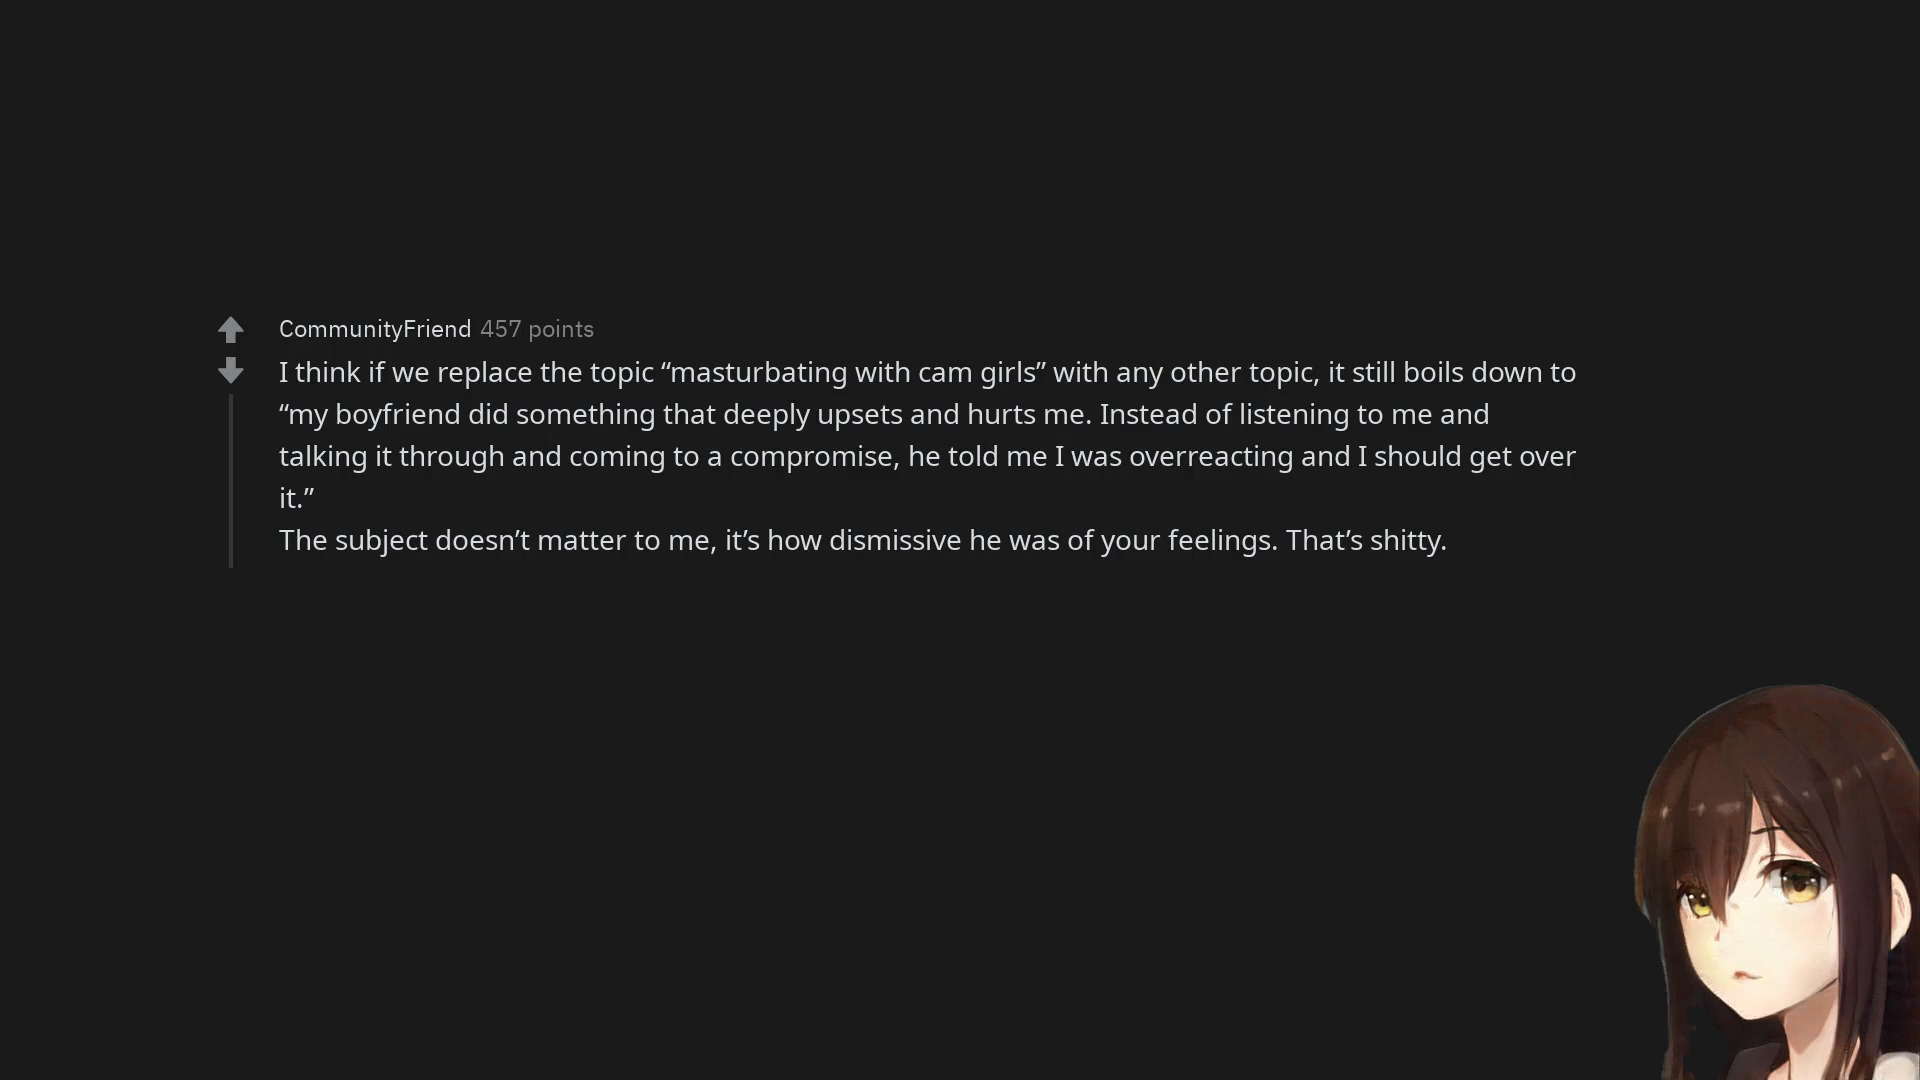 CommunityFriend 457 points
I think if we replace the topic “masturbating with cam girls” with any other topic, it still boils down to
“my boyfriend did something that deeply upsets and hurts me. Instead of listening to me and
talking it through and coming to a compromise, he told me I was overreacting and I should get over
it.”
The subject doesn’t matter to me, it’s how dismissive he was of your feelings. That’s shitty.